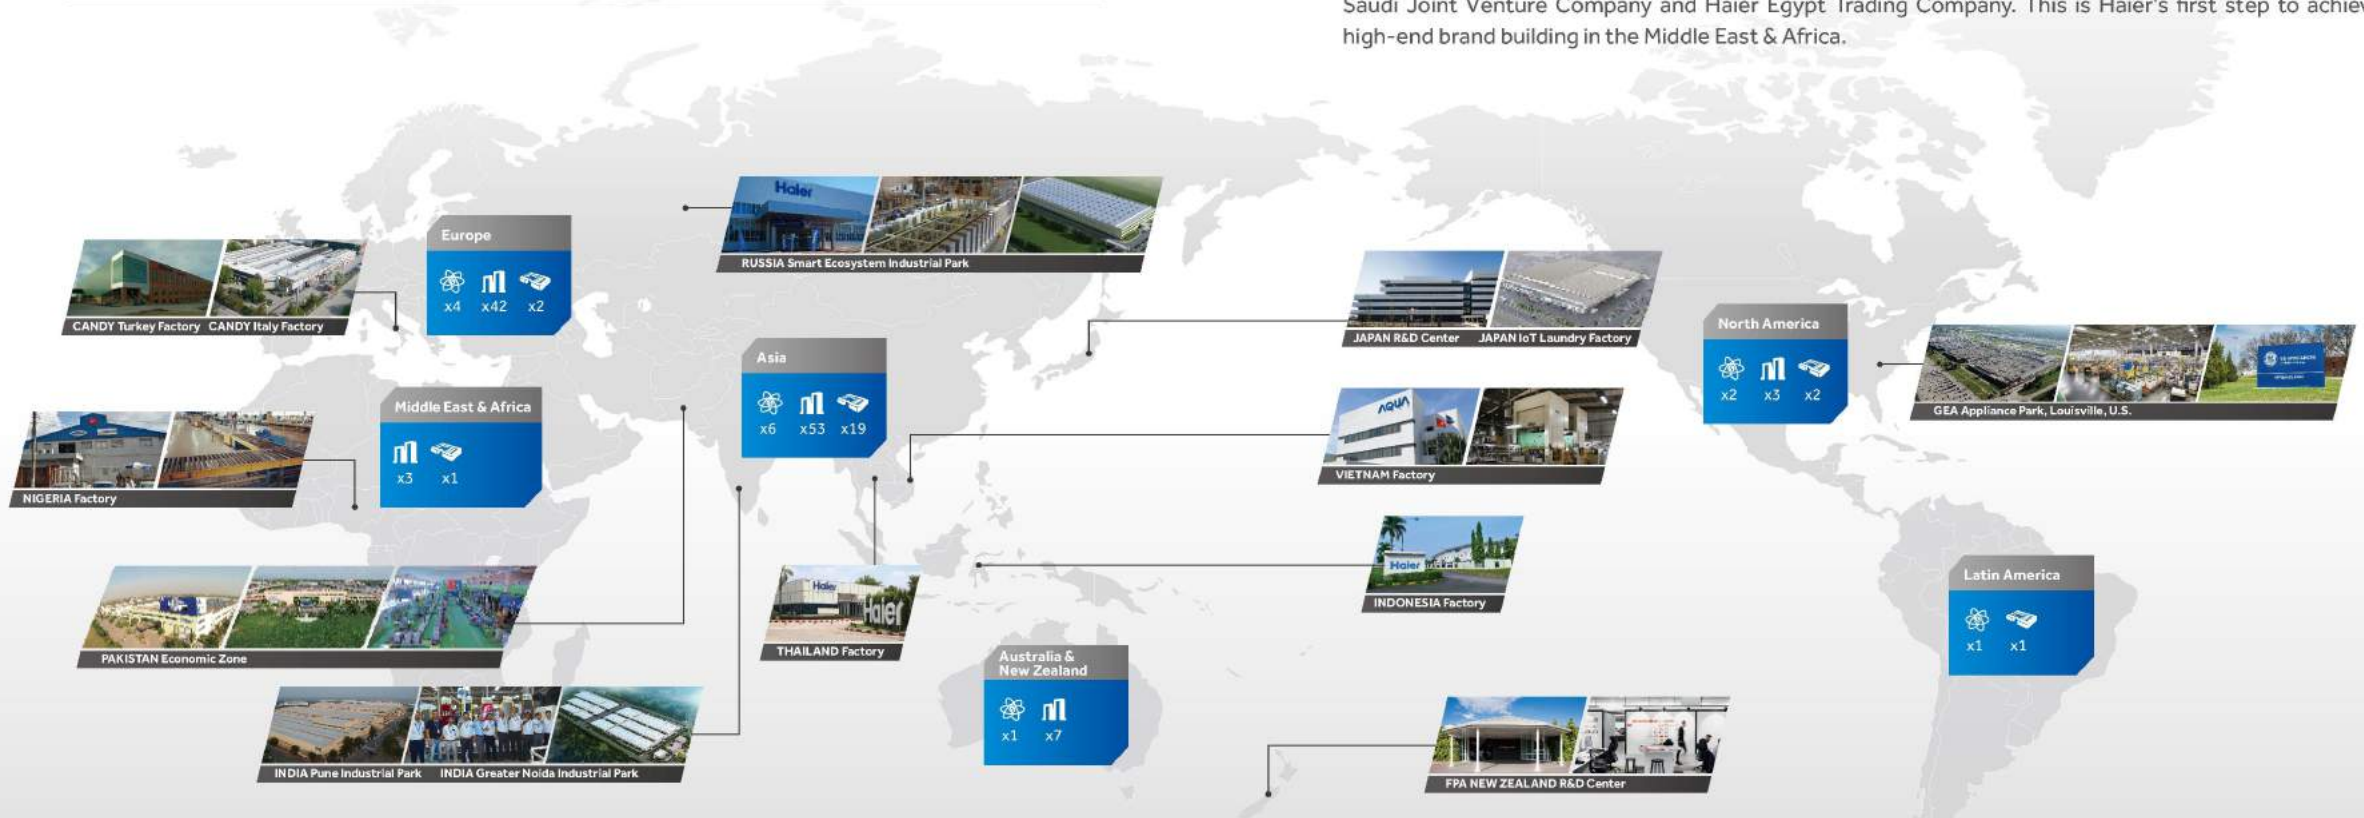 Saudi Joint Venture Company and Haier Egypt Trading Company. This is Haier's first step to achiev
high-end brand building in the Middle East & Africa.
Haier
RUSSIA Smart Ecosystem Industrial Park
Europe
x4 x42 x2
CANDY Turkey Factory CANDY Italy Factory
JAPAN R&D Center JAPAN IoT Laundry Factory
North America
x2 x3 x2
GEA Appliance Park, Louisville, U.S.
Asia
x6 x53 x19
Middle East & Africa
x3 x1
NIGERIA Factory
AQUA
VIETNAM Factory
Haier
INDONESIA Factory
PAKISTAN Economic Zone
Haier
Haier
THAILAND Factory
Latin America
x1 x1
Australia &
New Zealand
x1 x7
INDIA Pune Industrial Park INDIA Greater Noida Industrial Park
FPA NEW ZEALAND R&D Center